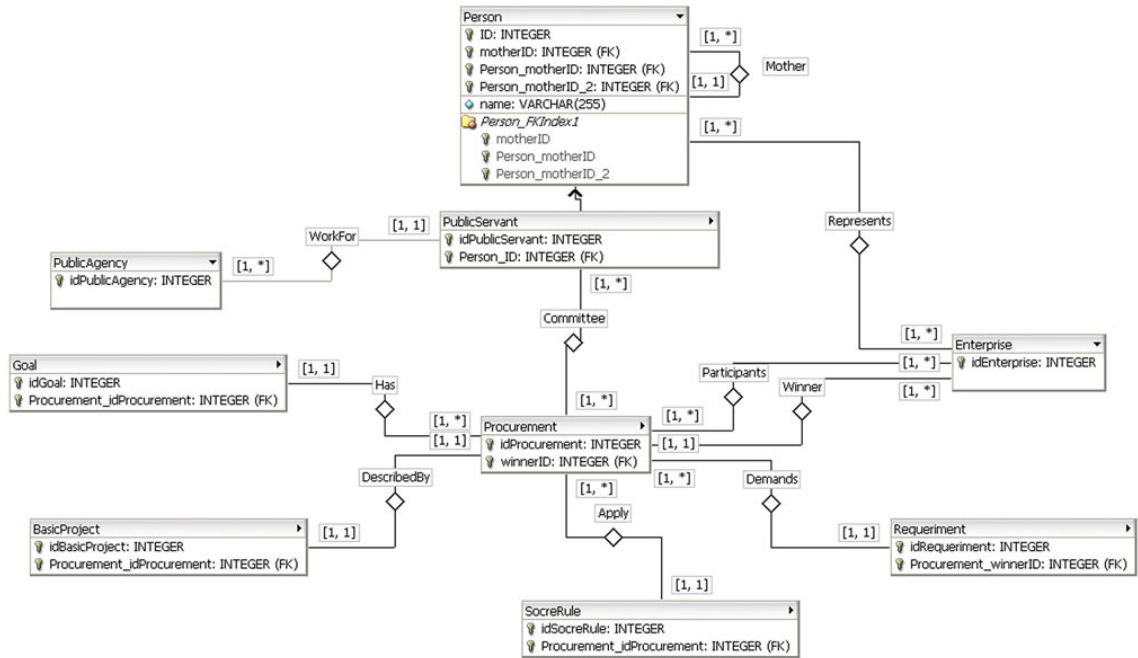 Person
ID: INTEGER
motherID: INTEGER (FK)
Person_motherID: INTEGER (FK)
Person_motherID_2: INTEGER (FK)
name: VARCHAR(255)
Person_FKIndex1
motherID
Person_motherID
Person_motherID_2
[1, *]
Mother
[1, 1]
[1, *]
Represents
PublicServant
idPublicServant: INTEGER
Person_ID: INTEGER (FK)
[1, 1]
WorkFor
[1, *]
PublicAgency
idPublicAgency: INTEGER
[1, *]
Committee
[1, *]
[1, *]
Enterprise
idEnterprise: INTEGER
[1, *]
Participants
[1, *]
Winner
[1, *]
[1, 1]
Goal
idGoal: INTEGER
Procurement_idProcurement: INTEGER (FK)
[1, 1]
Has
[1, *]
[1, 1]
Procurement
idProcurement: INTEGER
winnerID: INTEGER (FK)
DescribedBy
[1, 1]
BasicProject
idBasicProject: INTEGER
Procurement_idProcurement: INTEGER (FK)
[1, *]
Apply
[1, 1]
[1, *]
Demands
[1, 1]
Requeriment
idRequeriment: INTEGER
Procurement_winnerID: INTEGER (FK)
SocreRule
idSocreRule: INTEGER
Procurement_idProcurement: INTEGER (FK)